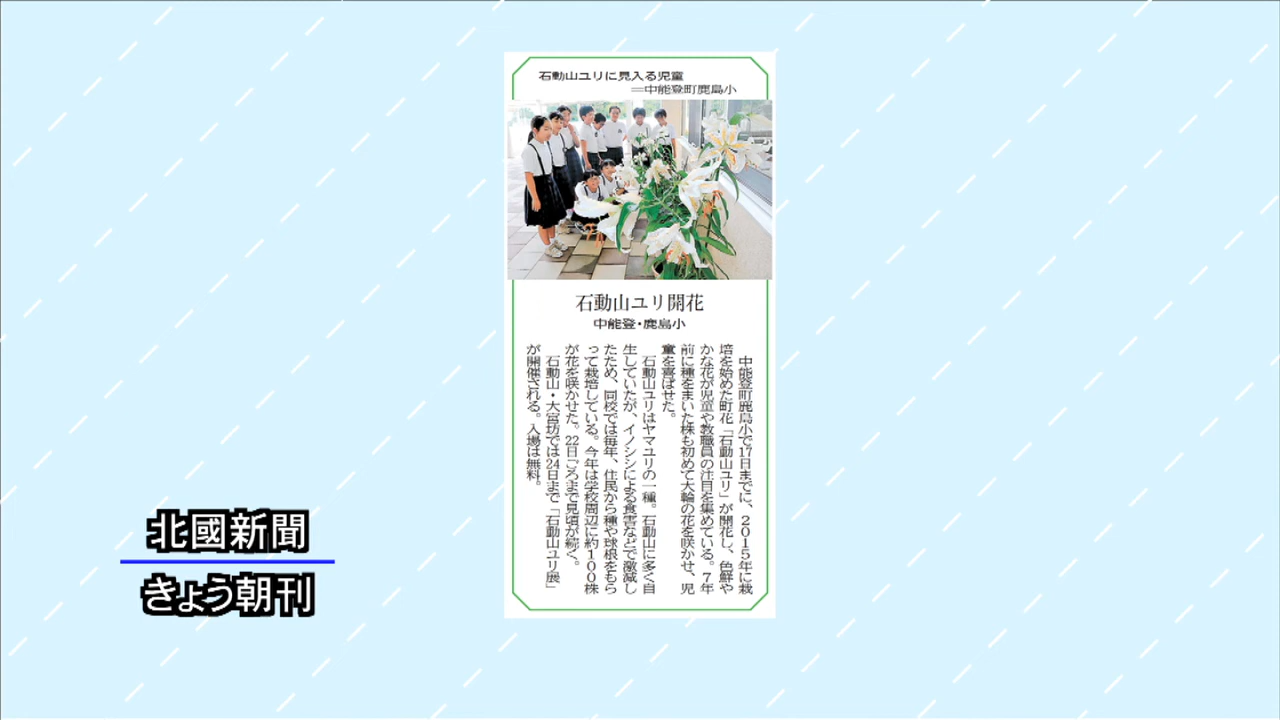 石動山ユリに見入る児童
＝中能登町鹿島小
石動山ユリ開花
中能登・鹿島小
中能登町鹿島小で17日までに、２０１５年に栽
培を始めた町花「石動山ユリ」が開花し、色鮮や
かな花が児童や教職員の注目を集めている。７年
前に種をまいた株も初めて大輪の花を咲かせ、児
童を喜ばせた。
石動山ユリはヤマユリの一種。石動山に多く自
生していたが、イノシシによる食害などで激減し
たため、同校では毎年、住民から種や球根をもら
って栽培している。今年は学校周辺に約１００株
が花を咲かせた。22日ごろまで見頃が続く。
石動山・大宮坊では24日まで「石動山ユリ展」
が開催される。入場は無料。
北國新聞
きょう朝刊